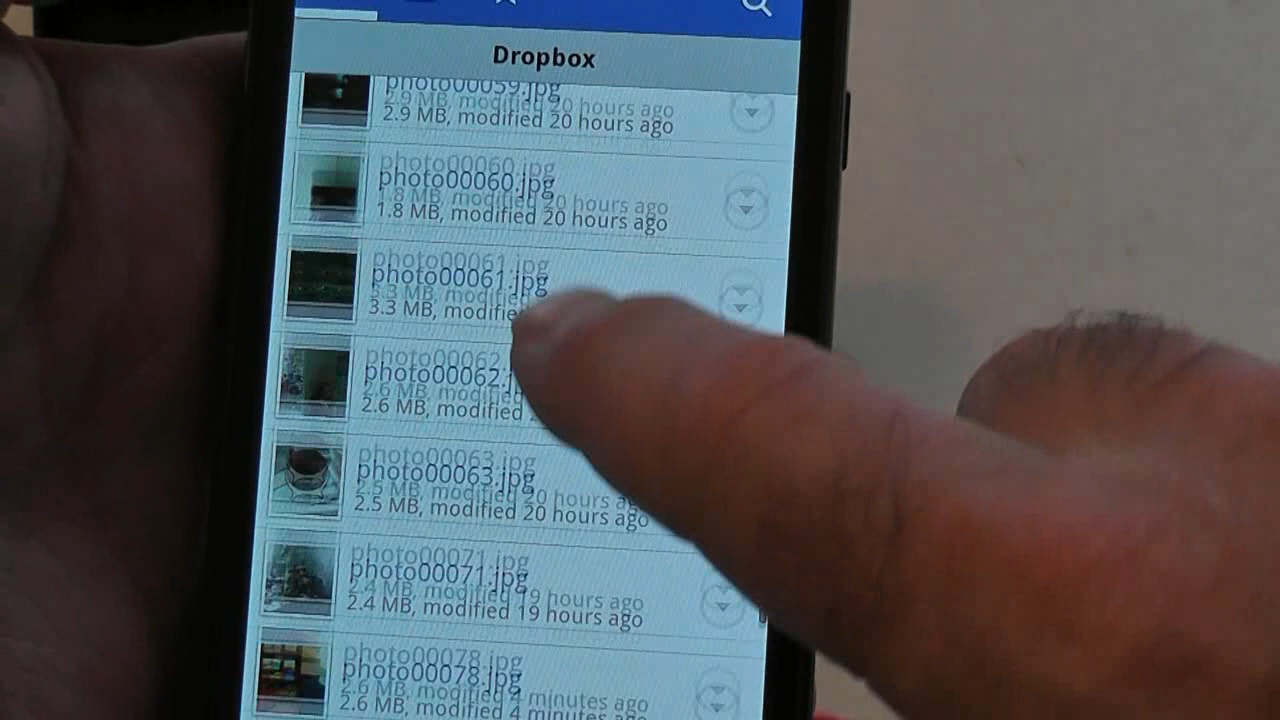 Dropbox
photo00059.jpg
2.9 MB, modified 20 hours ago
photo00060.jpg
1.8 MB, modified 20 hours ago
photo00061.jpg
3.3 MB, modified
photo00062.
2.6 MB, modified
photo00063.jpg
2.5 MB, modified 20 hours ago
photo00071.jpg
2.4 MB, modified 19 hours ago
photo00078.jpg
2.6 MB, modified 4 minutes ago